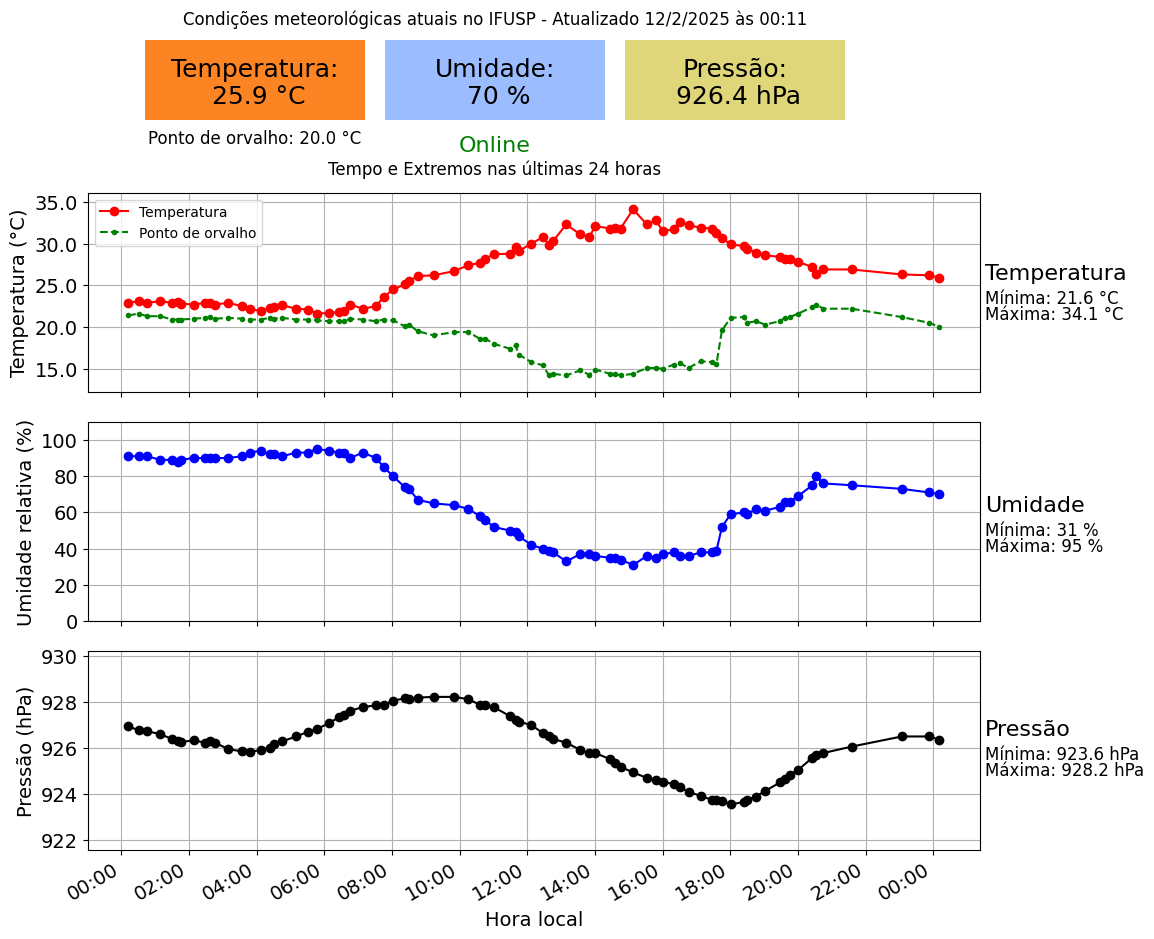 Condições meteorológicas atuais no IFUSP - Atualizado 12/2/2025 às 00:11
Temperatura:
25.9 °C
Umidade:
70 %
Pressão:
926.4 hPa
Ponto de orvalho: 20.0 °C
Online
Tempo e Extremos nas últimas 24 horas
Temperatura (°C)
35.0
30.0
25.0
20.0
15.0
Temperatura
Ponto de orvalho
Temperatura
Mínima: 21.6 °C
Máxima: 34.1 °C
Umidade relativa (%)
100
80
60
40
20
0
Umidade
Mínima: 31 %
Máxima: 95 %
Pressão (hPa)
930
928
926
924
922
Pressão
Mínima: 923.6 hPa
Máxima: 928.2 hPa
00:00 02:00 04:00 06:00 08:00 10:00 12:00 14:00 16:00 18:00 20:00 22:00 00:00
Hora local